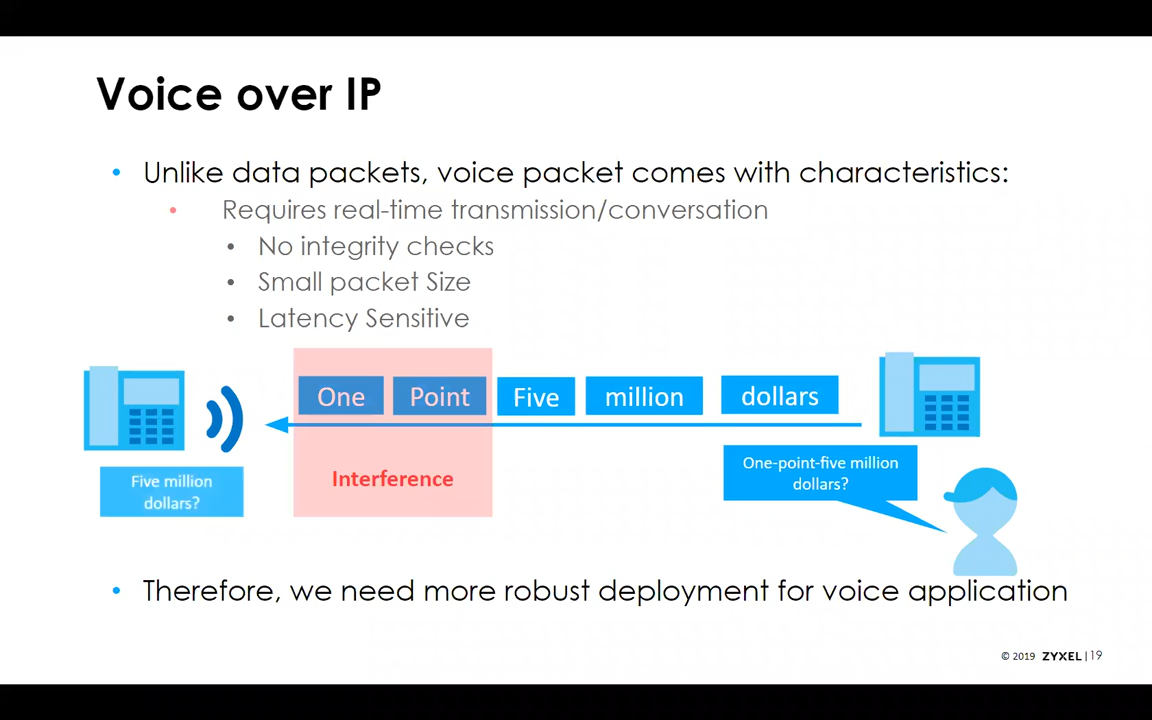 Voice over IP
• Unlike data packets, voice packet comes with characteristics:
• Requires real-time transmission/conversation
• No integrity checks
• Small packet Size
• Latency Sensitive
One Point Five million dollars
Interference
Five million
dollars?
One-point-five million
dollars?
• Therefore, we need more robust deployment for voice application
© 2019 ZYXEL | 19